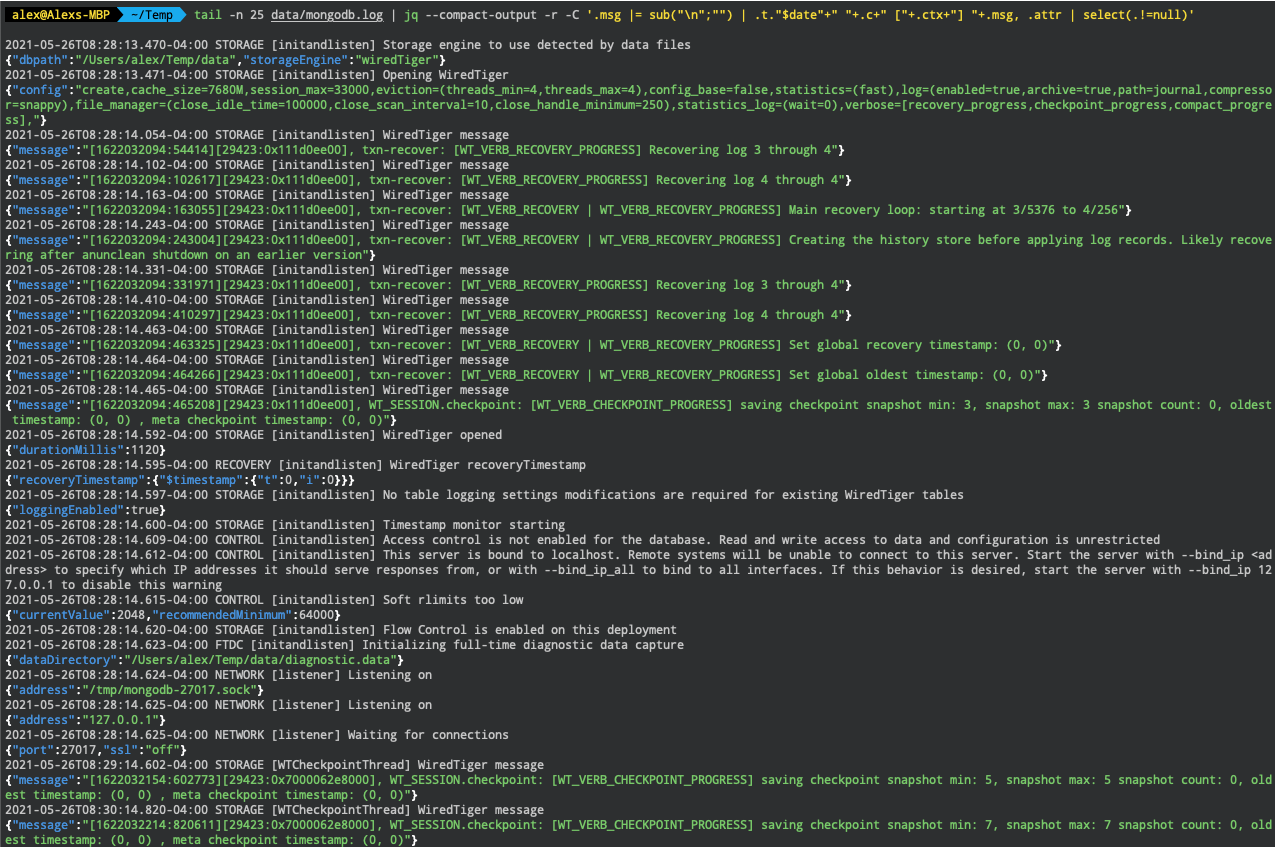 alex@Alexs-MBP ~/Temp tail -n 25 data/mongodb.log | jq --compact-output -r -C '.msg |= sub("\n";"") | .t."$date"+" "+.c+" ["+.ctx+"] "+.msg, .attr | select(.!=null)'
2021-05-26T08:28:13.470-04:00 STORAGE [initandlisten] Storage engine to use detected by data files
{"dbpath":"/Users/alex/Temp/data","storageEngine":"wiredTiger"}
2021-05-26T08:28:13.471-04:00 STORAGE [initandlisten] Opening WiredTiger
{"config":"create,cache_size=7680M,session_max=33000,eviction=(threads_min=4,threads_max=4),config_base=false,statistics=(fast),log=(enabled=true,archive=true,path=journal,compresso
r=snappy),file_manager=(close_idle_time=100000,close_scan_interval=10,close_handle_minimum=250),statistics_log=(wait=0),verbose=[recovery_progress,checkpoint_progress,compact_progre
ss],"}
2021-05-26T08:28:14.054-04:00 STORAGE [initandlisten] WiredTiger message
{"message":"[1622032094:54414][29423:0x111d0ee00], txn-recover: [WT_VERB_RECOVERY_PROGRESS] Recovering log 3 through 4"}
2021-05-26T08:28:14.102-04:00 STORAGE [initandlisten] WiredTiger message
{"message":"[1622032094:102617][29423:0x111d0ee00], txn-recover: [WT_VERB_RECOVERY_PROGRESS] Recovering log 4 through 4"}
2021-05-26T08:28:14.163-04:00 STORAGE [initandlisten] WiredTiger message
{"message":"[1622032094:163055][29423:0x111d0ee00], txn-recover: [WT_VERB_RECOVERY | WT_VERB_RECOVERY_PROGRESS] Main recovery loop: starting at 3/5376 to 4/256"}
2021-05-26T08:28:14.243-04:00 STORAGE [initandlisten] WiredTiger message
{"message":"[1622032094:243004][29423:0x111d0ee00], txn-recover: [WT_VERB_RECOVERY | WT_VERB_RECOVERY_PROGRESS] Creating the history store before applying log records. Likely recove
ring after anunclean shutdown on an earlier version"}
2021-05-26T08:28:14.331-04:00 STORAGE [initandlisten] WiredTiger message
{"message":"[1622032094:331971][29423:0x111d0ee00], txn-recover: [WT_VERB_RECOVERY_PROGRESS] Recovering log 3 through 4"}
2021-05-26T08:28:14.410-04:00 STORAGE [initandlisten] WiredTiger message
{"message":"[1622032094:410297][29423:0x111d0ee00], txn-recover: [WT_VERB_RECOVERY_PROGRESS] Recovering log 4 through 4"}
2021-05-26T08:28:14.463-04:00 STORAGE [initandlisten] WiredTiger message
{"message":"[1622032094:463325][29423:0x111d0ee00], txn-recover: [WT_VERB_RECOVERY | WT_VERB_RECOVERY_PROGRESS] Set global recovery timestamp: (0, 0)"}
2021-05-26T08:28:14.464-04:00 STORAGE [initandlisten] WiredTiger message
{"message":"[1622032094:464266][29423:0x111d0ee00], txn-recover: [WT_VERB_RECOVERY | WT_VERB_RECOVERY_PROGRESS] Set global oldest timestamp: (0, 0)"}
2021-05-26T08:28:14.465-04:00 STORAGE [initandlisten] WiredTiger message
{"message":"[1622032094:465208][29423:0x111d0ee00], WT_SESSION.checkpoint: [WT_VERB_CHECKPOINT_PROGRESS] saving checkpoint snapshot min: 3, snapshot max: 3 snapshot count: 0, oldest
 timestamp: (0, 0) , meta checkpoint timestamp: (0, 0)"}
2021-05-26T08:28:14.592-04:00 STORAGE [initandlisten] WiredTiger opened
{"durationMillis":1120}
2021-05-26T08:28:14.595-04:00 RECOVERY [initandlisten] WiredTiger recoveryTimestamp
{"recoveryTimestamp":{"$timestamp":{"t":0,"i":0}}}
2021-05-26T08:28:14.597-04:00 STORAGE [initandlisten] No table logging settings modifications are required for existing WiredTiger tables
{"loggingEnabled":true}
2021-05-26T08:28:14.600-04:00 STORAGE [initandlisten] Timestamp monitor starting
2021-05-26T08:28:14.609-04:00 CONTROL [initandlisten] Access control is not enabled for the database. Read and write access to data and configuration is unrestricted
2021-05-26T08:28:14.612-04:00 CONTROL [initandlisten] This server is bound to localhost. Remote systems will be unable to connect to this server. Start the server with --bind_ip <ad
dress> to specify which IP addresses it should serve responses from, or with --bind_ip_all to bind to all interfaces. If this behavior is desired, start the server with --bind_ip 12
7.0.0.1 to disable this warning
2021-05-26T08:28:14.615-04:00 CONTROL [initandlisten] Soft rlimits too low
{"currentValue":2048,"recommendedMinimum":64000}
2021-05-26T08:28:14.620-04:00 STORAGE [initandlisten] Flow Control is enabled on this deployment
2021-05-26T08:28:14.623-04:00 FTDC [initandlisten] Initializing full-time diagnostic data capture
{"dataDirectory":"/Users/alex/Temp/data/diagnostic.data"}
2021-05-26T08:28:14.624-04:00 NETWORK [listener] Listening on
{"address":"/tmp/mongodb-27017.sock"}
2021-05-26T08:28:14.625-04:00 NETWORK [listener] Listening on
{"address":"127.0.0.1"}
2021-05-26T08:28:14.625-04:00 NETWORK [listener] Waiting for connections
{"port":27017,"ssl":"off"}
2021-05-26T08:29:14.602-04:00 STORAGE [WTCheckpointThread] WiredTiger message
{"message":"[1622032154:602773][29423:0x7000062e8000], WT_SESSION.checkpoint: [WT_VERB_CHECKPOINT_PROGRESS] saving checkpoint snapshot min: 5, snapshot max: 5 snapshot count: 0, old
est timestamp: (0, 0) , meta checkpoint timestamp: (0, 0)"}
2021-05-26T08:30:14.820-04:00 STORAGE [WTCheckpointThread] WiredTiger message
{"message":"[1622032214:820611][29423:0x7000062e8000], WT_SESSION.checkpoint: [WT_VERB_CHECKPOINT_PROGRESS] saving checkpoint snapshot min: 7, snapshot max: 7 snapshot count: 0, old
est timestamp: (0, 0) , meta checkpoint timestamp: (0, 0)"}